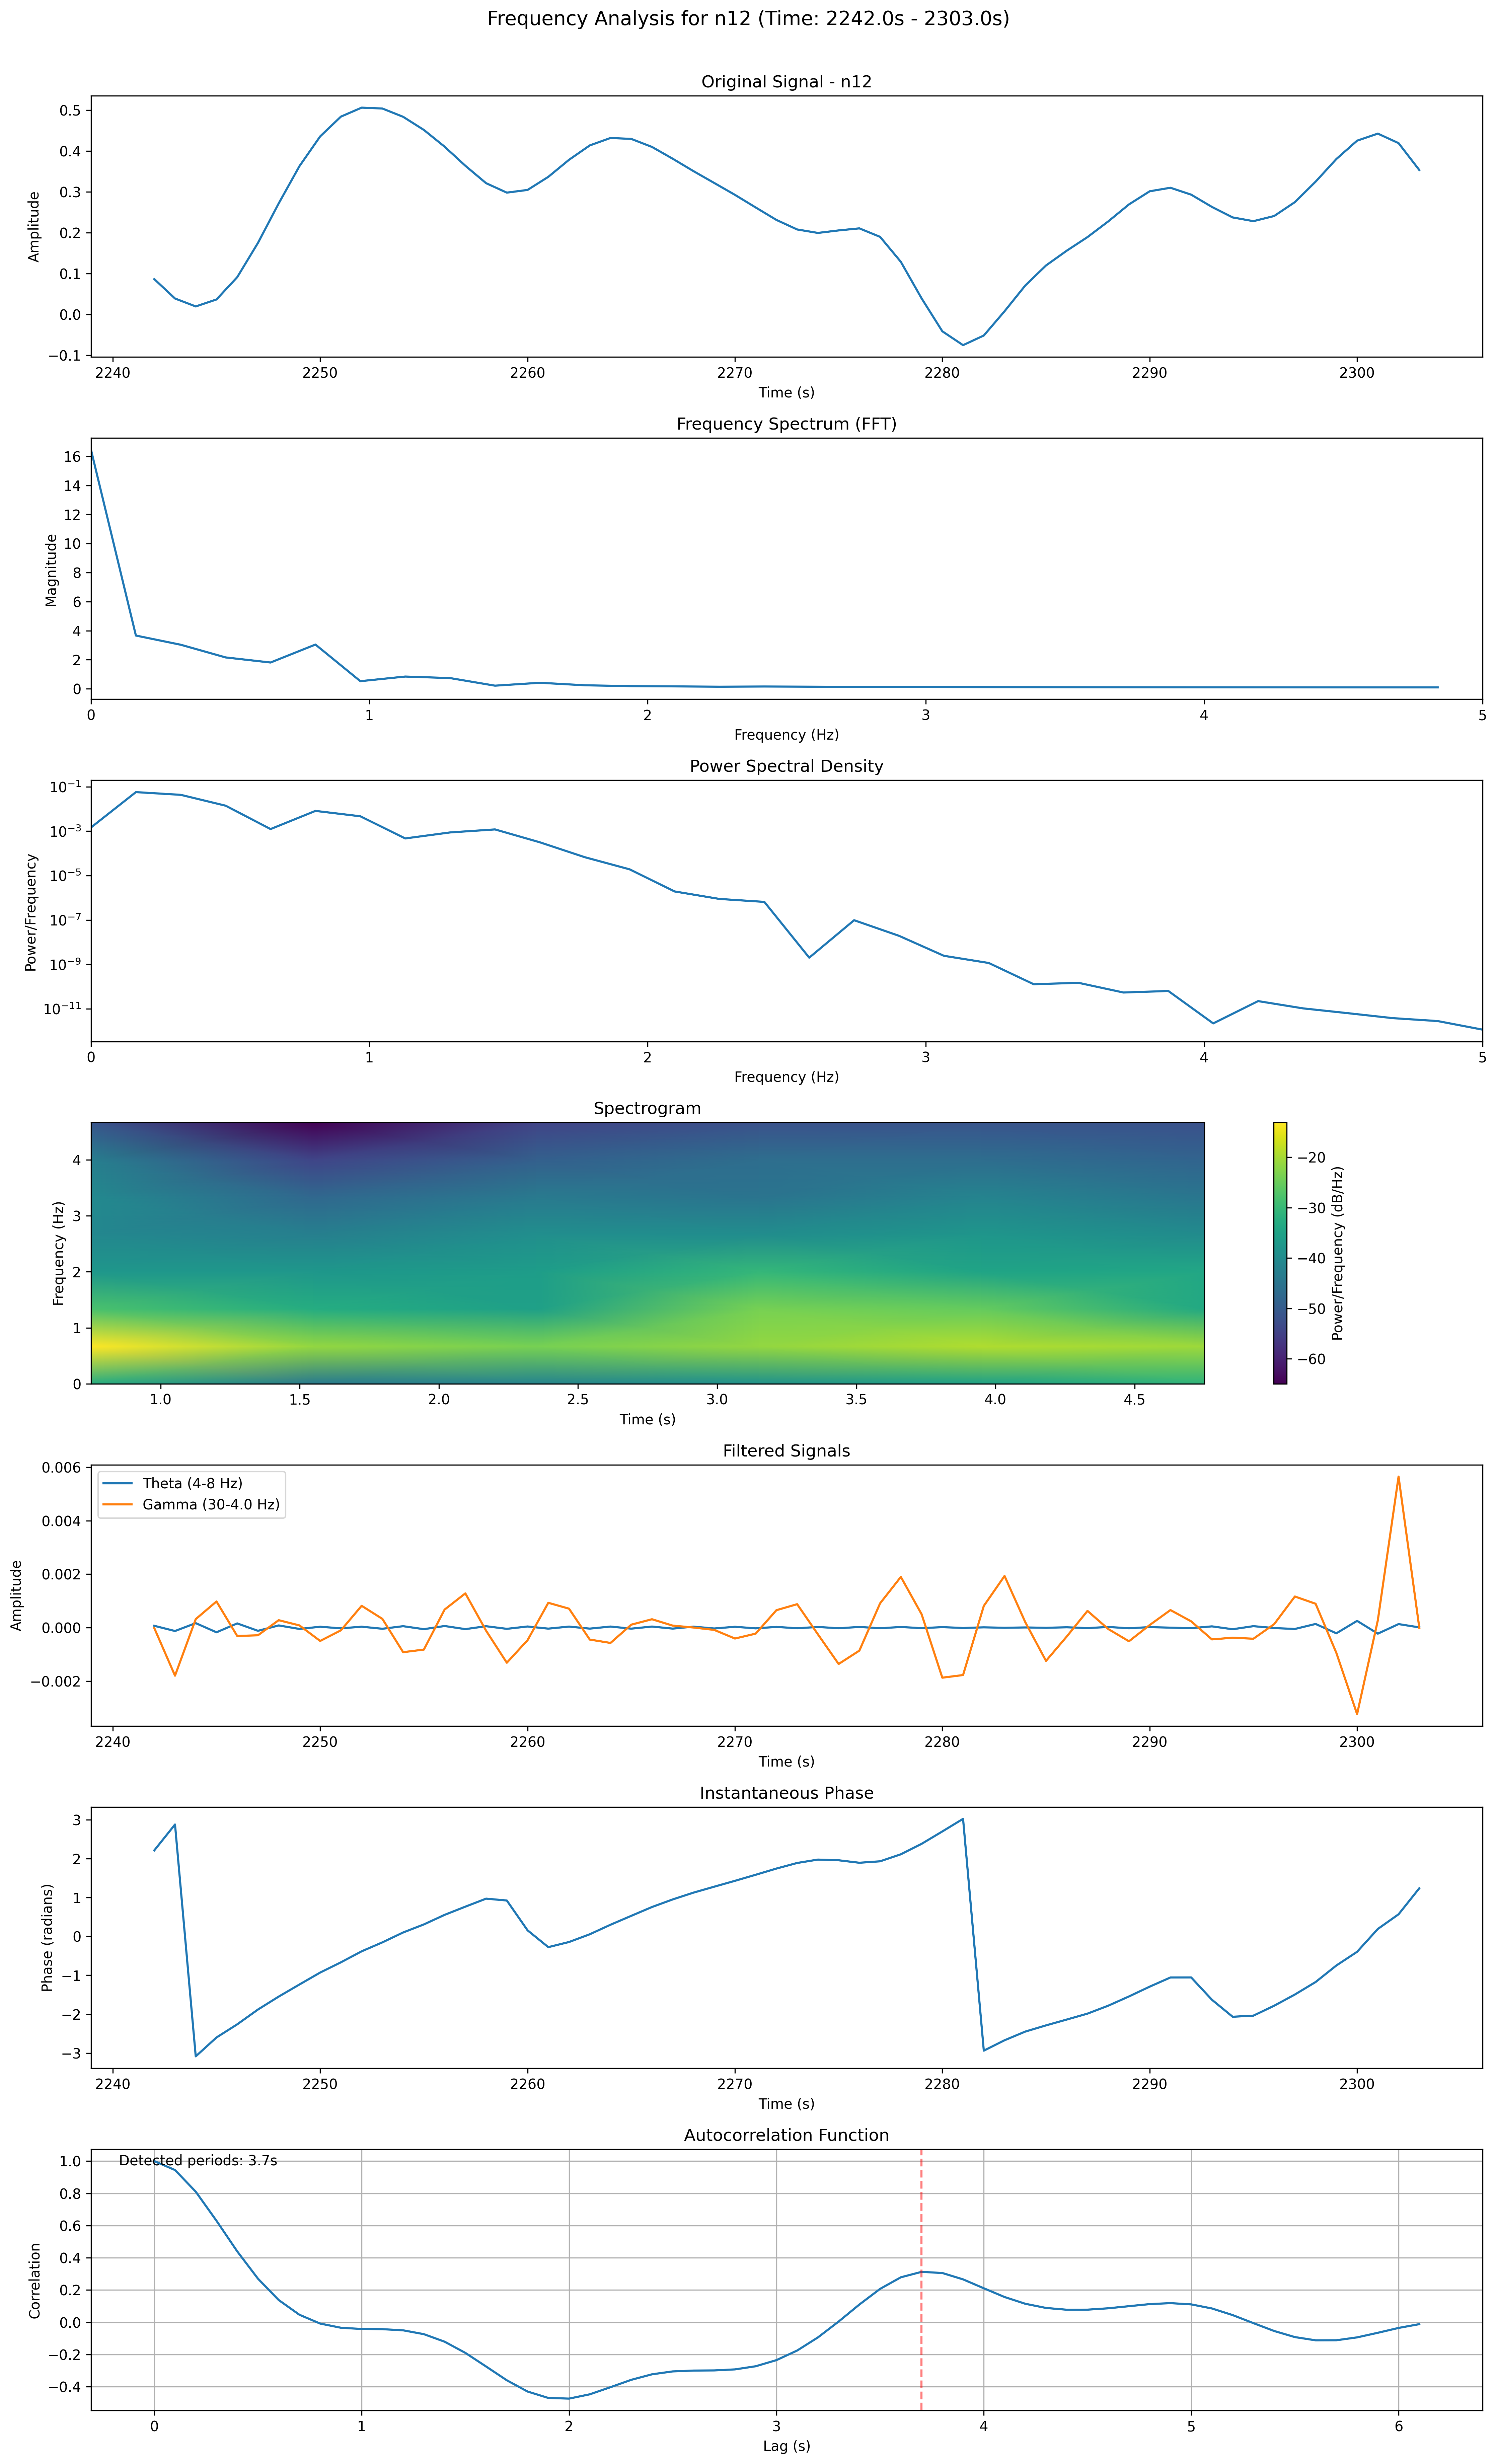 Frequency Analysis for n12 (Time: 2242.0s - 2303.0s)
Original Signal - n12
Amplitude
0.5
0.4
0.3
0.2
0.1
0.0
−0.1
2240 2250 2260 2270 2280 2290 2300
Time (s)
Frequency Spectrum (FFT)
Magnitude
16
14
12
10
8
6
4
2
0
0 1 2 3 4 5
Frequency (Hz)
Power Spectral Density
Power/Frequency
10⁻¹
10⁻³
10⁻⁵
10⁻⁷
10⁻⁹
10⁻¹¹
0 1 2 3 4 5
Frequency (Hz)
Spectrogram
Frequency (Hz)
4
3
2
1
0
1.0 1.5 2.0 2.5 3.0 3.5 4.0 4.5
Time (s)
−20
−30
−40
−50
−60
Power/Frequency (dB/Hz)
Filtered Signals
Theta (4-8 Hz)
Gamma (30-4.0 Hz)
Amplitude
0.006
0.004
0.002
0.000
−0.002
2240 2250 2260 2270 2280 2290 2300
Time (s)
Instantaneous Phase
Phase (radians)
3
2
1
0
−1
−2
−3
2240 2250 2260 2270 2280 2290 2300
Time (s)
Autocorrelation Function
Detected periods: 3.7s
Correlation
1.0
0.8
0.6
0.4
0.2
0.0
−0.2
−0.4
0 1 2 3 4 5 6
Lag (s)